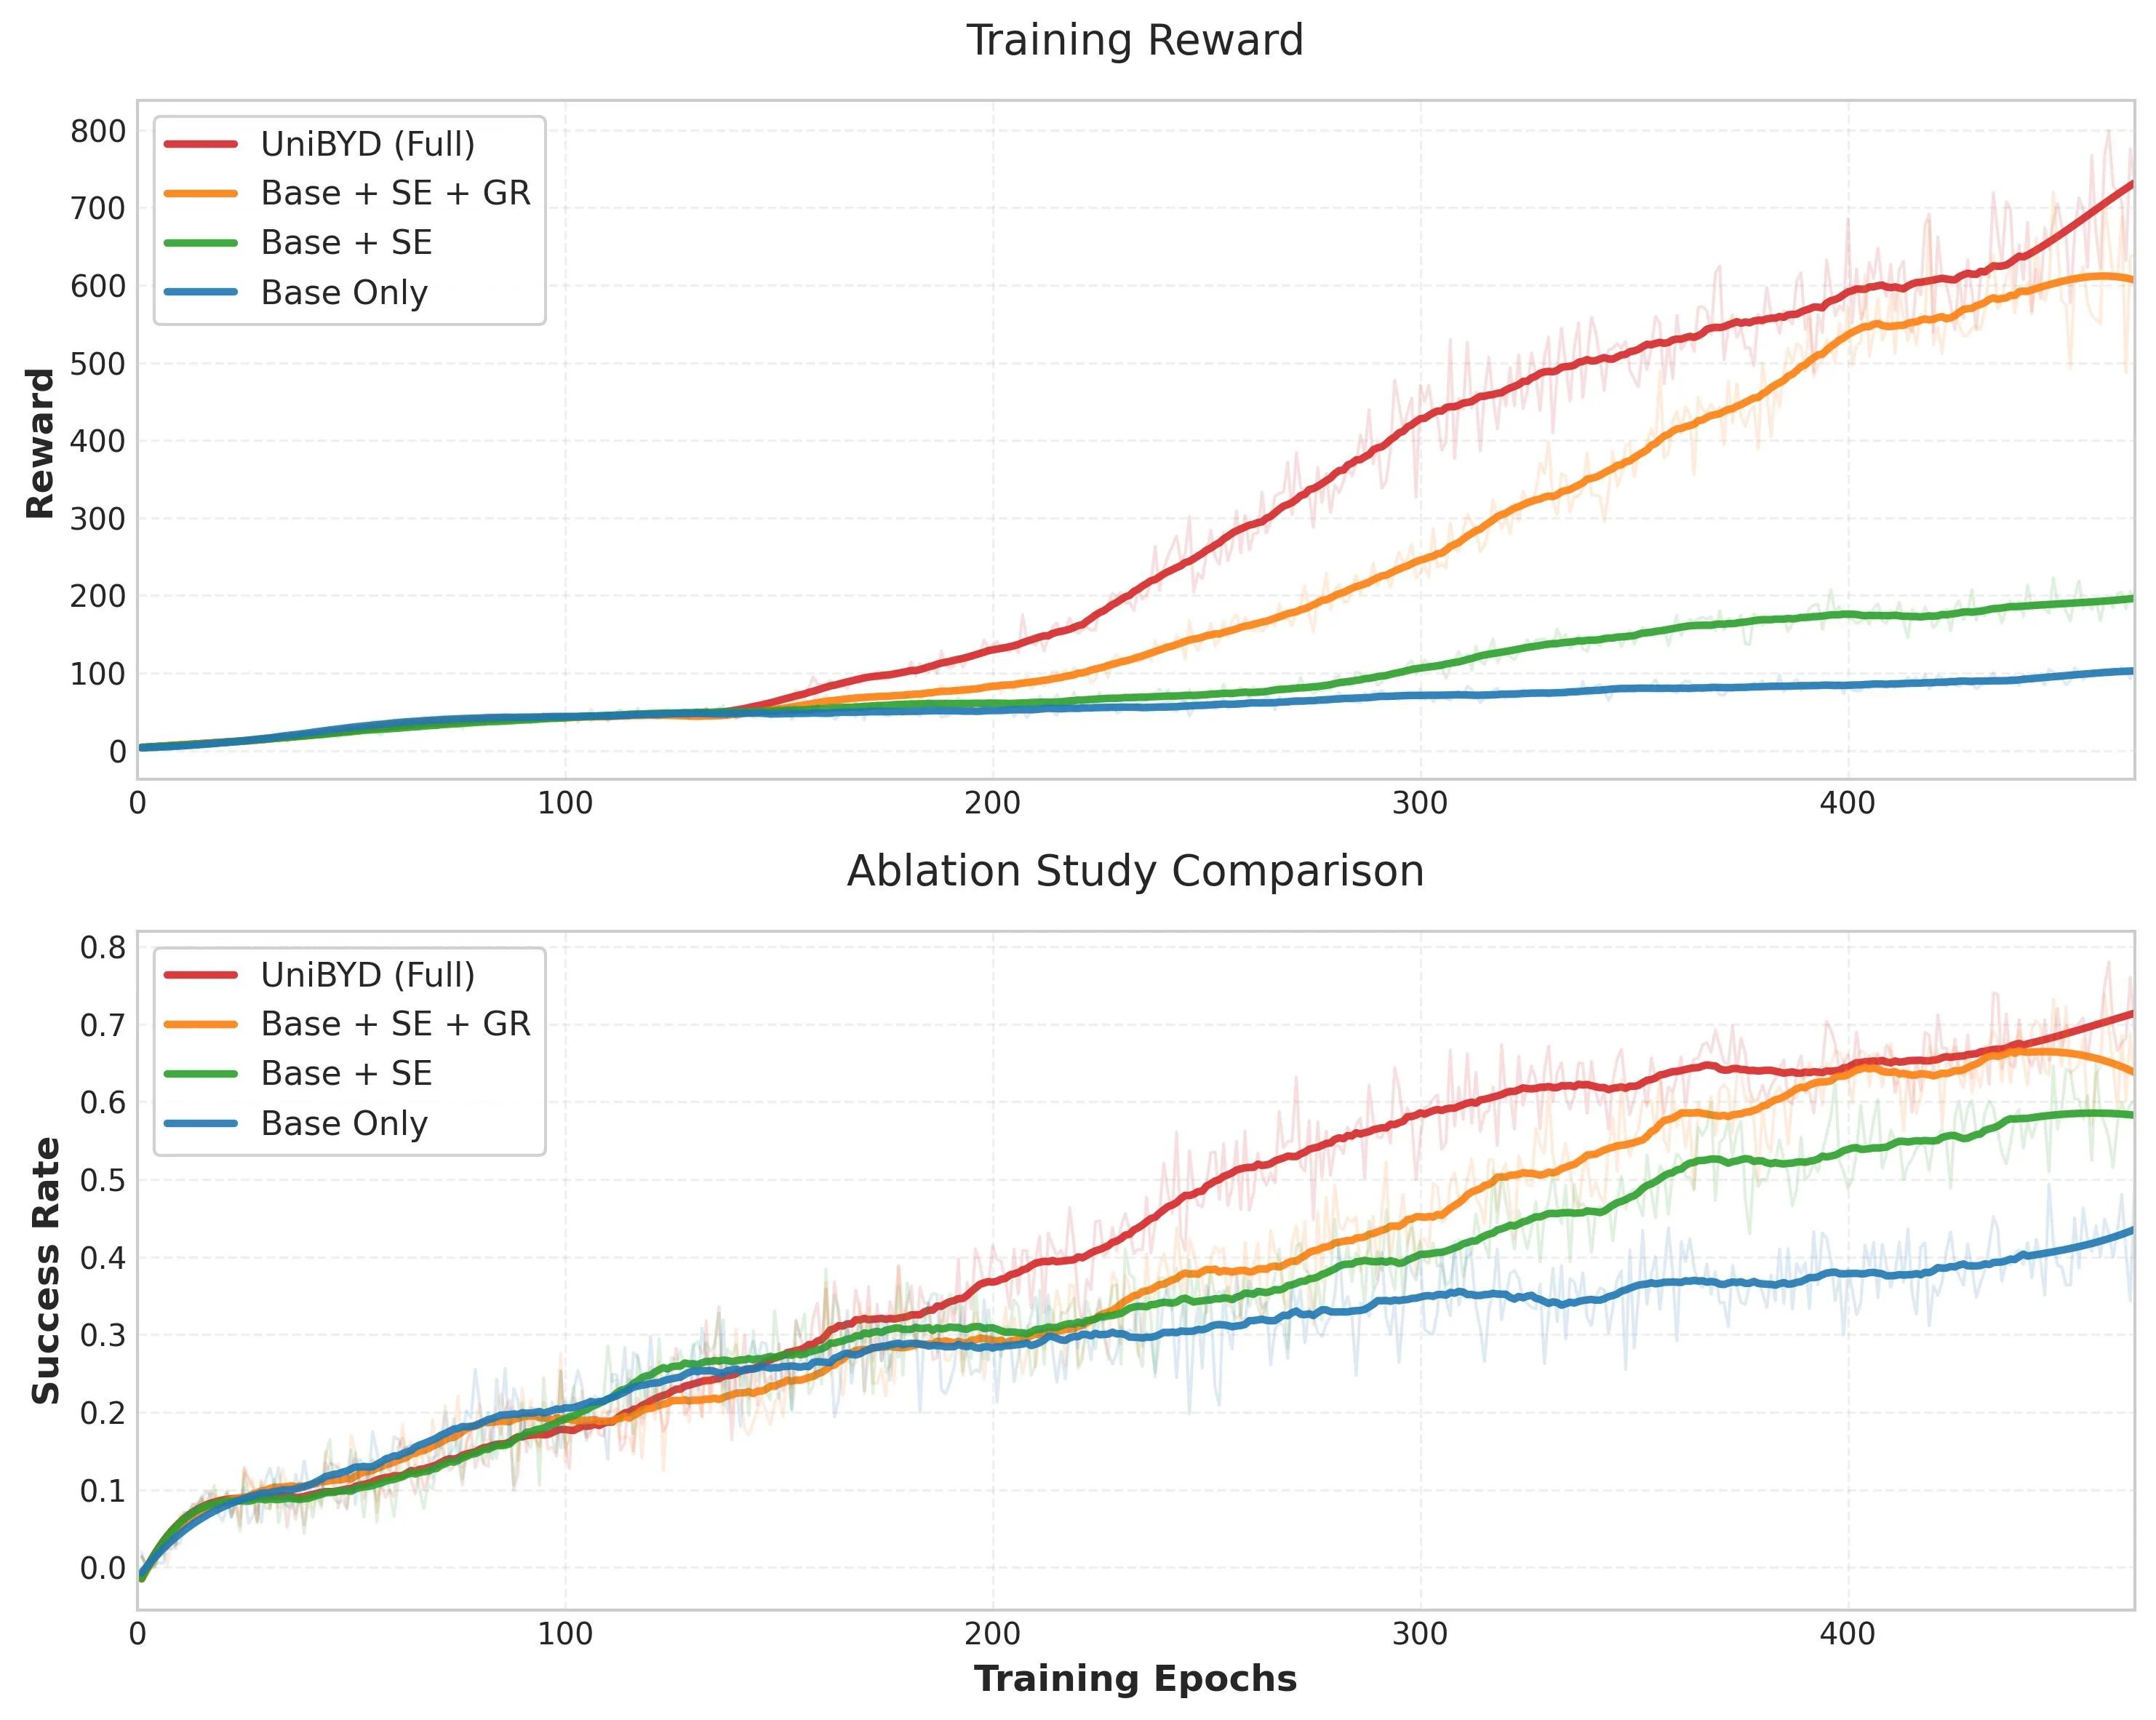 Training Reward
800
700
600
500
400
300
200
100
0
Reward
UniBYD (Full)
Base + SE + GR
Base + SE
Base Only
0 100 200 300 400
Ablation Study Comparison
0.8
0.7
0.6
0.5
0.4
0.3
0.2
0.1
0.0
Success Rate
UniBYD (Full)
Base + SE + GR
Base + SE
Base Only
0 100 200 300 400
Training Epochs